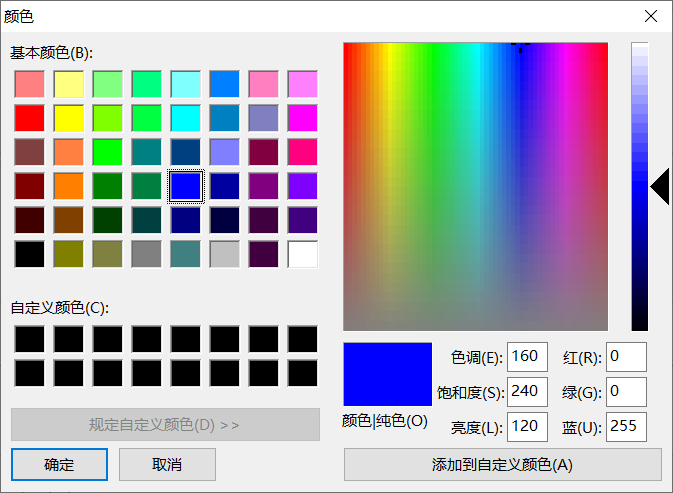 颜色
基本颜色(B):
自定义颜色(C):
规定自定义颜色(D) >>
确定
取消
色调(E): 160
红(R): 0
饱和度(S): 240
绿(G): 0
颜色|纯色(O)
亮度(L): 120
蓝(U): 255
添加到自定义颜色(A)